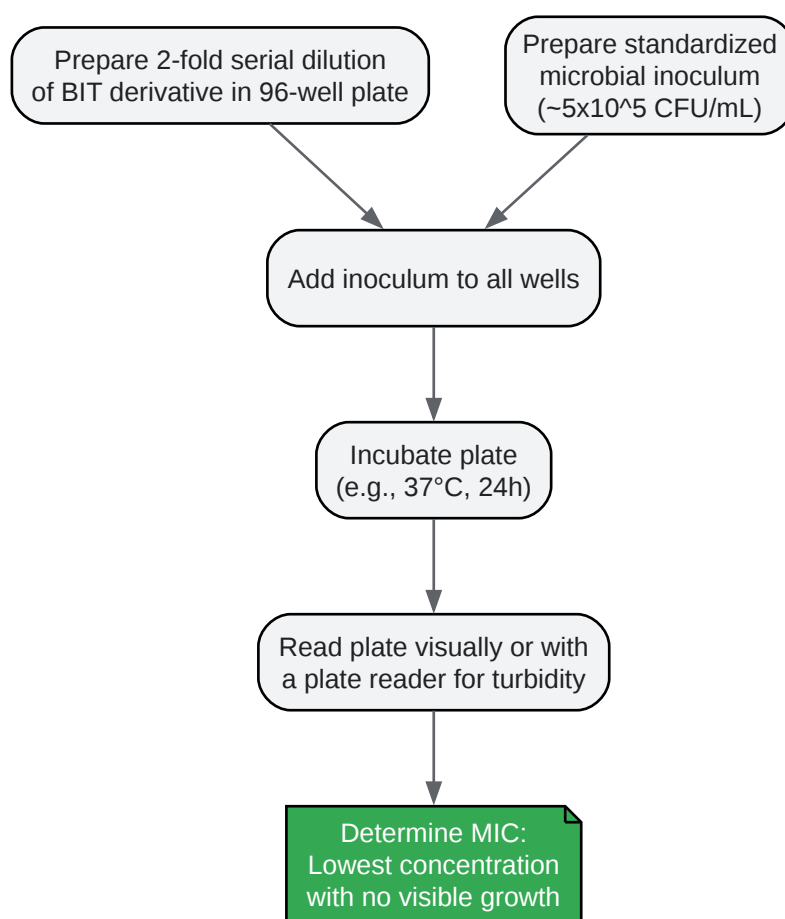 Prepare 2-fold serial dilution
of BIT derivative in 96-well plate
Prepare standardized
microbial inoculum
(~5x10^5 CFU/mL)
Add inoculum to all wells
Incubate plate
(e.g., 37°C, 24h)
Read plate visually or with
a plate reader for turbidity
Determine MIC:
Lowest concentration
with no visible growth